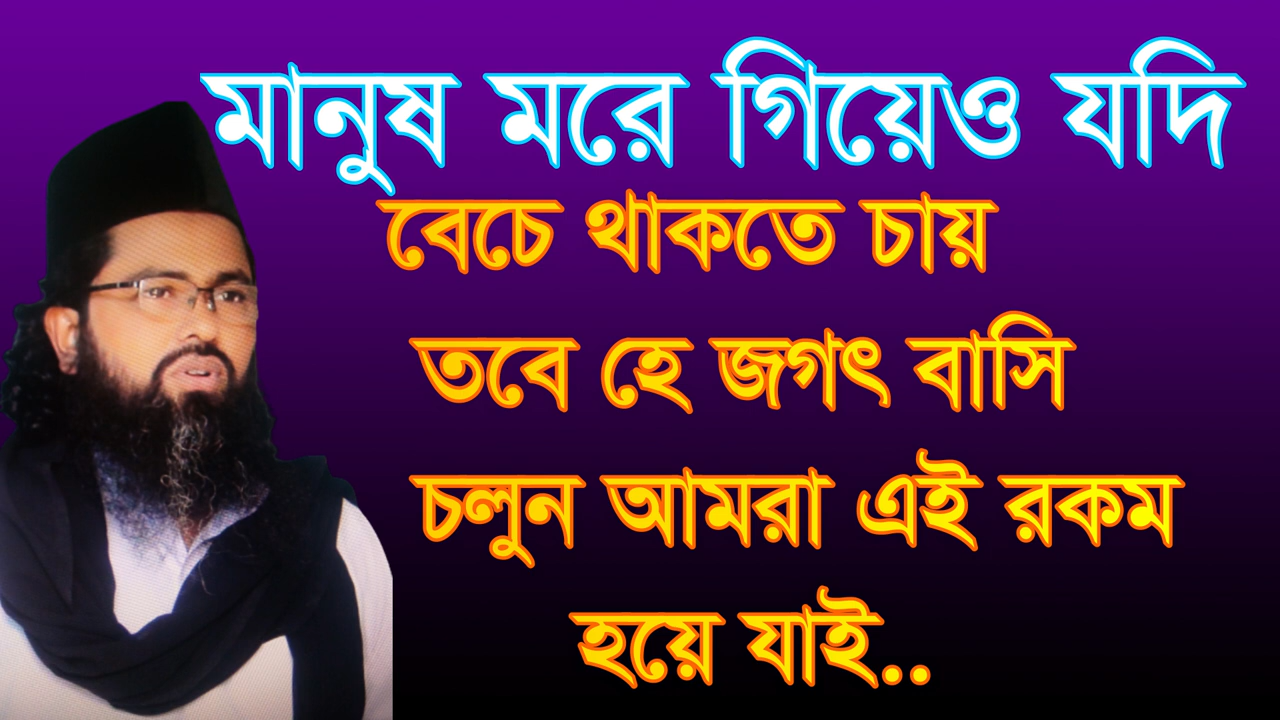 মানুষ মরে গিয়েও যদি
বেচে থাকতে চায়
তবে হে জগৎ বাসি
চলুন আমরা এই রকম
হয়ে যাই..